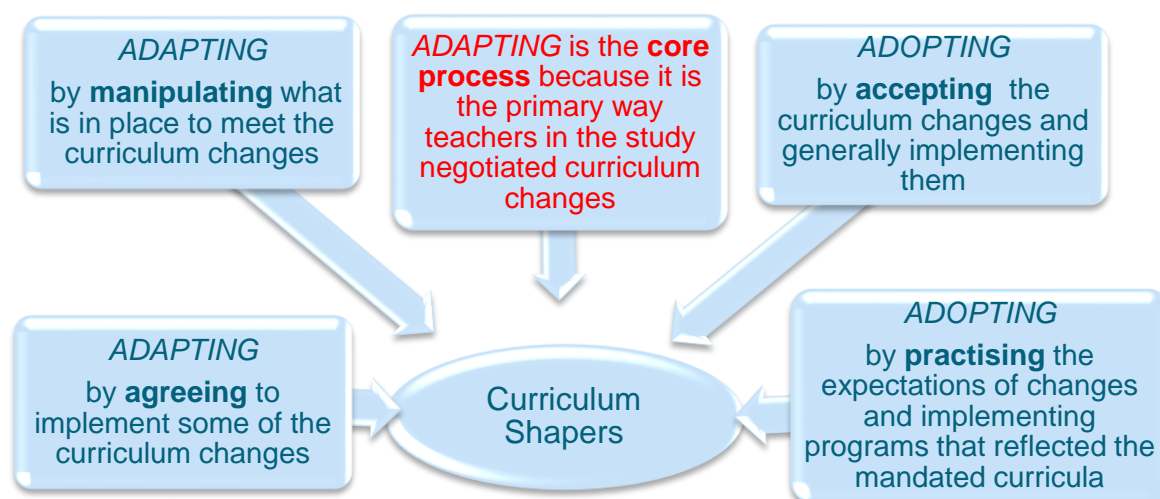 ADAPTING
by manipulating what
is in place to meet the
curriculum changes
ADAPTING is the core
process because it is
the primary way
teachers in the study
negotiated curriculum
changes
ADOPTING
by accepting the
curriculum changes and
generally implementing
them
ADAPTING
by agreeing to
implement some of the
curriculum changes
Curriculum
Shapers
ADOPTING
by practising the
expectations of changes
and implementing
programs that reflected the
mandated curricula